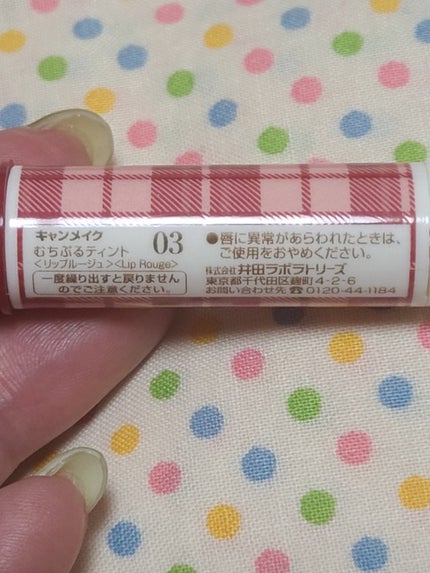 キャンメイク
むちぷるティント 03
<リップルージュ><Lip Rouge>
一度繰り出すと戻りません
のでご注意ください。
●唇に異常があらわれたときは、
ご使用をおやめください。
株式会社 井田ラボラトリーズ
東京都千代田区麹町4-2-6
お問い合わせ先☎0120-44-1184